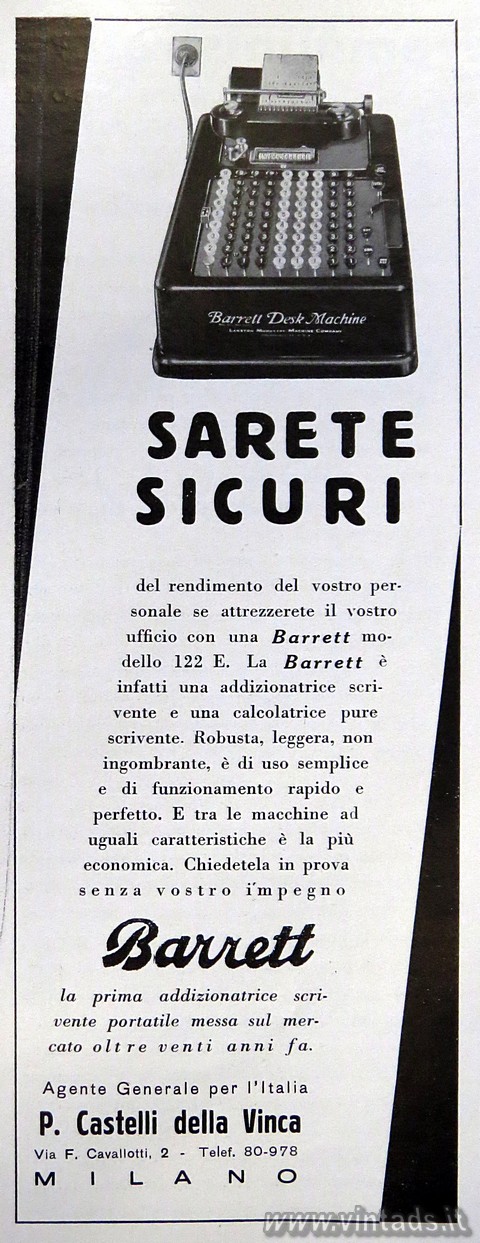 Barrett Desk Machine
Lanston Monotype Machine Company
SARETE
SICURI
del rendimento del vostro per-
sonale se attrezzerete il vostro
ufficio con una Barrett mo-
dello 122 E. La Barrett è
infatti una addizionatrice scri-
vente e una calcolatrice pure
scrivente. Robusta, leggera, non
ingombrante, è di uso semplice
e di funzionamento rapido e
perfetto. E tra le macchine ad
uguali caratteristiche è la più
economica. Chiedetela in prova
senza vostro impegno
Barrett
la prima addizionatrice scri-
vente portatile messa sul mer-
cato oltre venti anni fa.
Agente Generale per l'Italia
P. Castelli della Vinca
Via F. Cavallotti, 2 - Telef. 80-978
MILANO
www.vintads.it